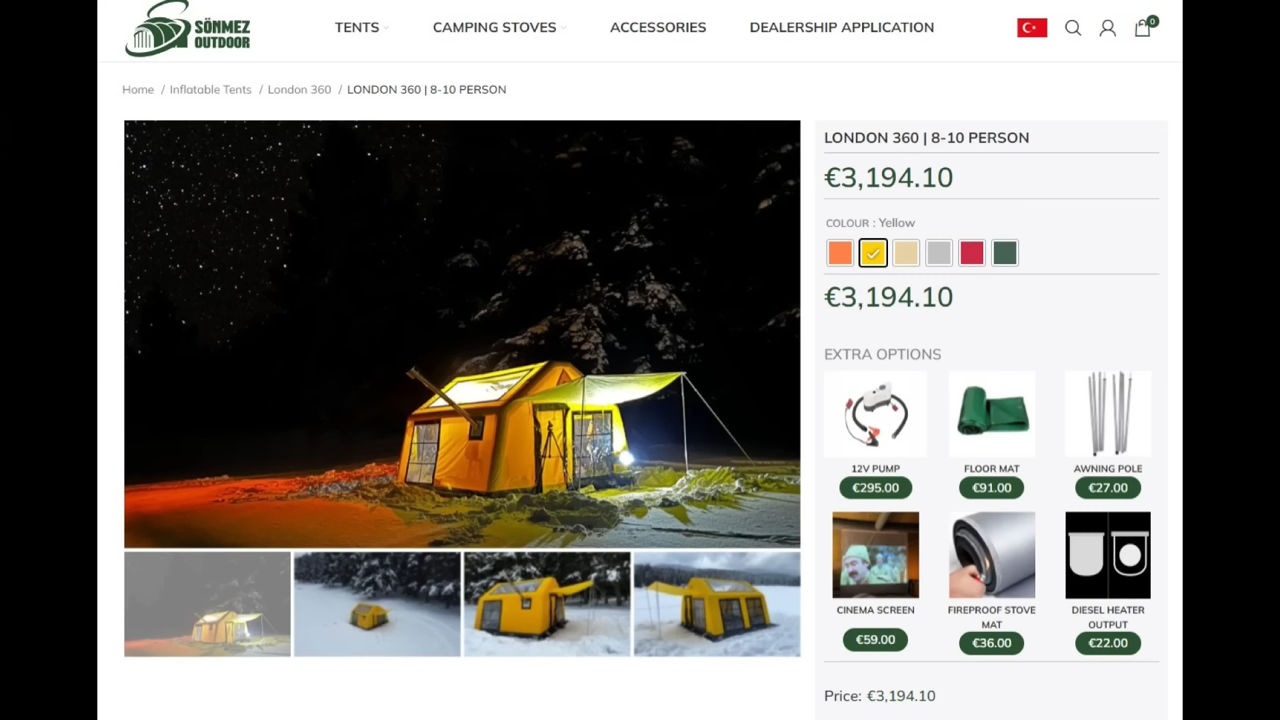 SÖNMEZ
OUTDOOR
TENTS
CAMPING STOVES
ACCESSORIES
DEALERSHIP APPLICATION
0
Home / Inflatable Tents / London 360 / LONDON 360 | 8-10 PERSON
LONDON 360 | 8-10 PERSON
€3,194.10
COLOUR : Yellow
€3,194.10
EXTRA OPTIONS
12V PUMP
€295.00
FLOOR MAT
€91.00
AWNING POLE
€27.00
CINEMA SCREEN
€59.00
FIREPROOF STOVE
MAT
€36.00
DIESEL HEATER
OUTPUT
€22.00
Price: €3,194.10